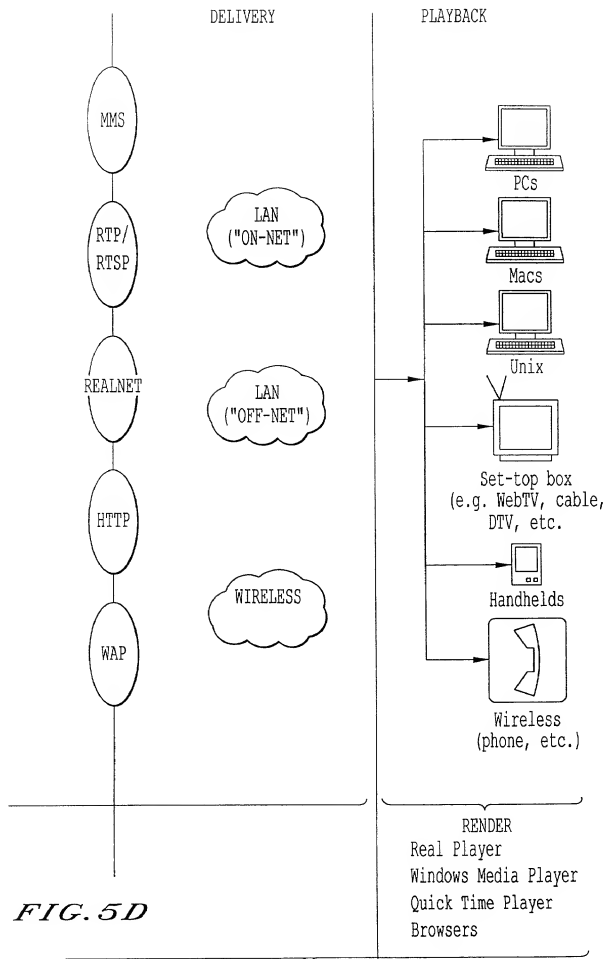 DELIVERY
PLAYBACK
MMS
RTP/
RTSP
REALNET
HTTP
WAP
LAN
("ON-NET")
LAN
("OFF-NET")
WIRELESS
PCs
Macs
Unix
Set-top box
(e.g. WebTV, cable,
DTV, etc.
Handhelds
Wireless
(phone, etc.)
RENDER
Real Player
Windows Media Player
Quick Time Player
Browsers
FIG. 5D